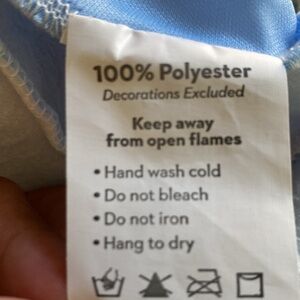 100% Polyester
Decorations Excluded
Keep away
from open flames
• Hand wash cold
• Do not bleach
• Do not iron
• Hang to dry